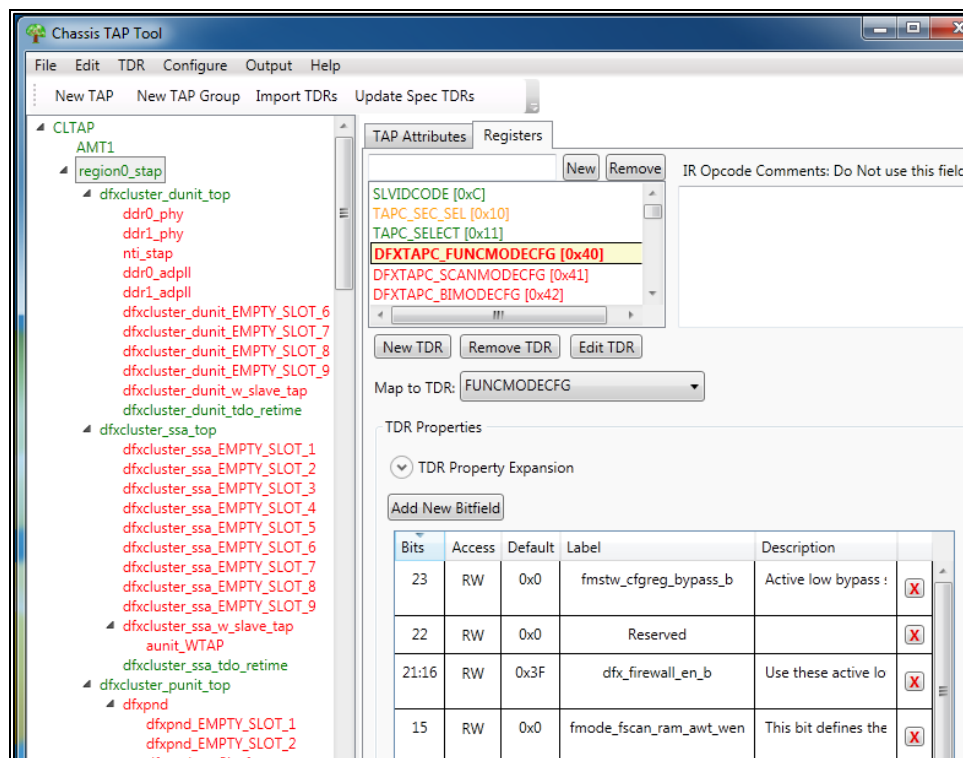 Chassis TAP Tool
File Edit TDR Configure Output Help
New TAP New TAP Group Import TDRs Update Spec TDRs
CLTAP
AMT1
region0_stap
dfxcluster_dunit_top
ddr0_phy
ddr1_phy
nti_stap
ddr0_adpll
ddr1_adpll
dfxcluster_dunit_EMPTY_SLOT_6
dfxcluster_dunit_EMPTY_SLOT_7
dfxcluster_dunit_EMPTY_SLOT_8
dfxcluster_dunit_EMPTY_SLOT_9
dfxcluster_dunit_w_slave_tap
dfxcluster_dunit_tdo_retime
dfxcluster_ssa_top
dfxcluster_ssa_EMPTY_SLOT_1
dfxcluster_ssa_EMPTY_SLOT_2
dfxcluster_ssa_EMPTY_SLOT_3
dfxcluster_ssa_EMPTY_SLOT_4
dfxcluster_ssa_EMPTY_SLOT_5
dfxcluster_ssa_EMPTY_SLOT_6
dfxcluster_ssa_EMPTY_SLOT_7
dfxcluster_ssa_EMPTY_SLOT_8
dfxcluster_ssa_EMPTY_SLOT_9
dfxcluster_ssa_w_slave_tap
aunit_WTAP
dfxcluster_ssa_tdo_retime
dfxcluster_punit_top
dfxpnd
dfxpnd_EMPTY_SLOT_1
dfxpnd_EMPTY_SLOT_2
TAP Attributes Registers
New Remove IR Opcode Comments: Do Not use this field
SLVIDCODE [0xC]
TAPC_SEC_SEL [0x10]
TAPC_SELECT [0x11]
DFXTAPC_FUNCMODECFG [0x40]
DFXTAPC_SCANMODECFG [0x41]
DFXTAPC_BIMODECFG [0x42]
New TDR Remove TDR Edit TDR
Map to TDR: FUNCMODECFG
TDR Properties
TDR Property Expansion
Add New Bitfield
Bits Access Default Label Description
23 RW 0x0 fmstw_cfgreg_bypass_b Active low bypass s
22 RW 0x0 Reserved
21:16 RW 0x3F dfx_firewall_en_b Use these active lo
15 RW 0x0 fmode_fscan_ram_awt_wen This bit defines the